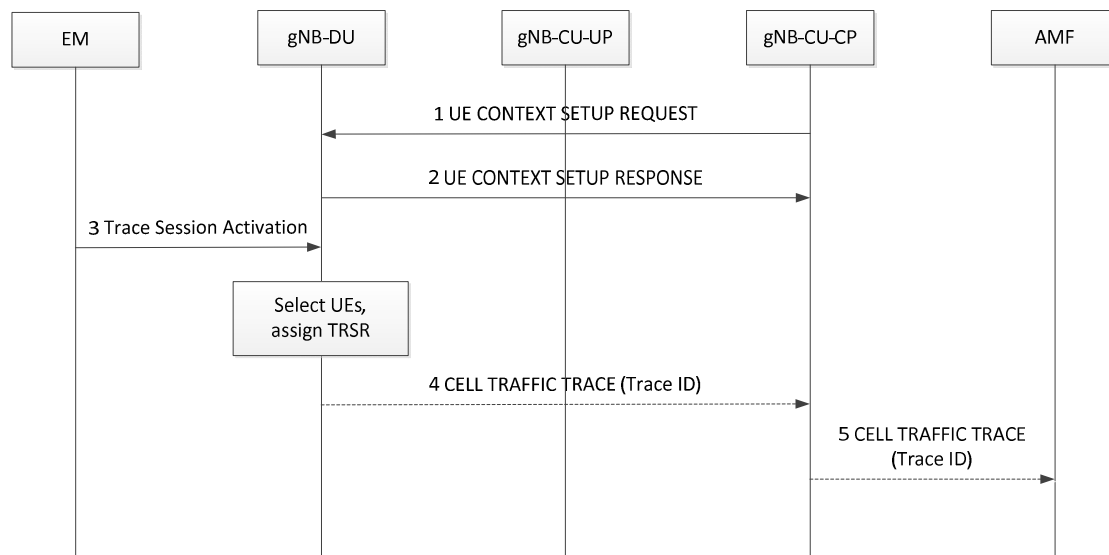 EM
gNB-DU
gNB-CU-UP
gNB-CU-CP
AMF
1 UE CONTEXT SETUP REQUEST
2 UE CONTEXT SETUP RESPONSE
3 Trace Session Activation
Select UEs,
assign TRSR
4 CELL TRAFFIC TRACE (Trace ID)
5 CELL TRAFFIC TRACE
(Trace ID)